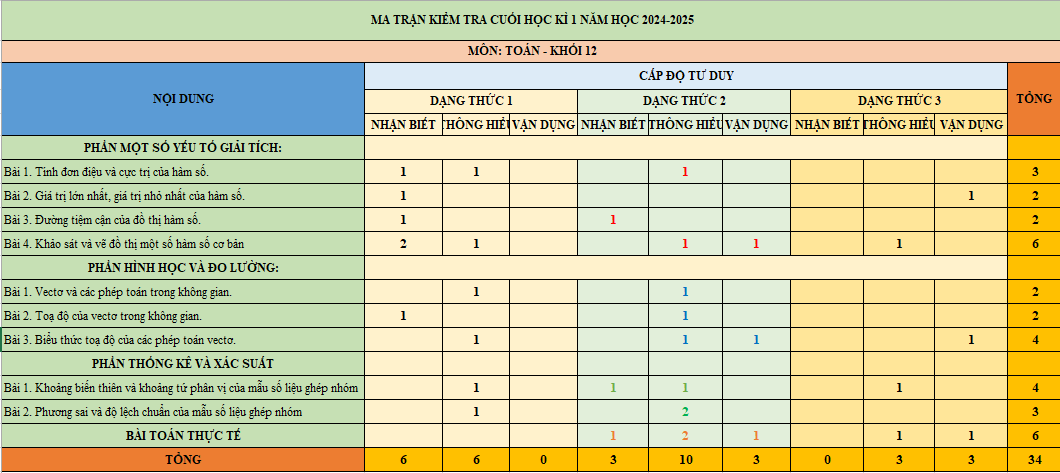 MA TRẬN KIỂM TRA CUỐI HỌC KÌ 1 NĂM HỌC 2024-2025
MÔN: TOÁN - KHỐI 12
NỘI DUNG CẤP ĐỘ TƯ DUY TỔNG
DẠNG THỨC 1 DẠNG THỨC 2 DẠNG THỨC 3
NHẬN BIẾT THÔNG HIỂU VẬN DỤNG NHẬN BIẾT THÔNG HIỂU VẬN DỤNG NHẬN BIẾT THÔNG HIỂU VẬN DỤNG
PHẦN MỘT SỐ YẾU TỐ GIẢI TÍCH:
Bài 1. Tính đơn điệu và cực trị của hàm số. 1 1 1 3
Bài 2. Giá trị lớn nhất, giá trị nhỏ nhất của hàm số. 1 1 2
Bài 3. Đường tiệm cận của đồ thị hàm số. 1 1 2
Bài 4. Khảo sát và vẽ đồ thị một số hàm số cơ bản 2 1 1 1 1 6
PHẦN HÌNH HỌC VÀ ĐO LƯỜNG:
Bài 1. Vectơ và các phép toán trong không gian. 1 1 2
Bài 2. Toạ độ của vectơ trong không gian. 1 1 2
Bài 3. Biểu thức toạ độ của các phép toán vectơ. 1 1 1 1 4
PHẦN THỐNG KÊ VÀ XÁC SUẤT
Bài 1. Khoảng biến thiên và khoảng tứ phân vị của mẫu số liệu ghép nhóm 1 1 1 1 4
Bài 2. Phương sai và độ lệch chuẩn của mẫu số liệu ghép nhóm 1 2 3
BÀI TOÁN THỰC TẾ 1 2 1 1 1 6
TỔNG 6 6 0 3 10 3 0 3 3 34